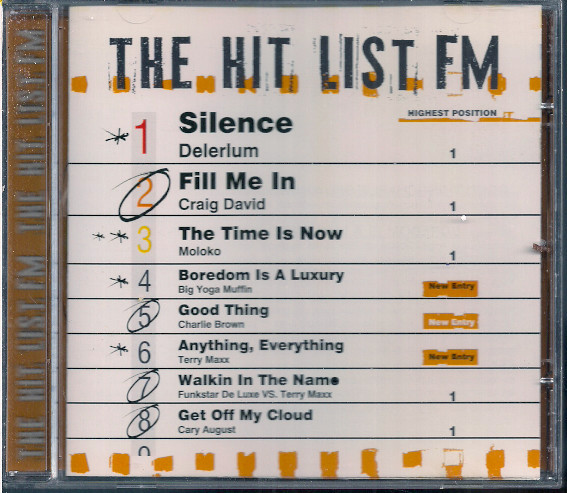 THE HIT LIST FM
HIGHEST POSITION
* 1 Silence
Delerlum 1
2 Fill Me In
Craig David 1
* * 3 The Time Is Now
Moloko 1
* 4 Boredom Is A Luxury
Big Yoga Muffin New Entry
5 Good Thing
Charlie Brown New Entry
* 6 Anything, Everything
Terry Maxx New Entry
7 Walkin In The Name
Funkstar De Luxe VS. Terry Maxx 1
8 Get Off My Cloud
Cary August 1
THE HIT LIST FM THE HIT LIST FM